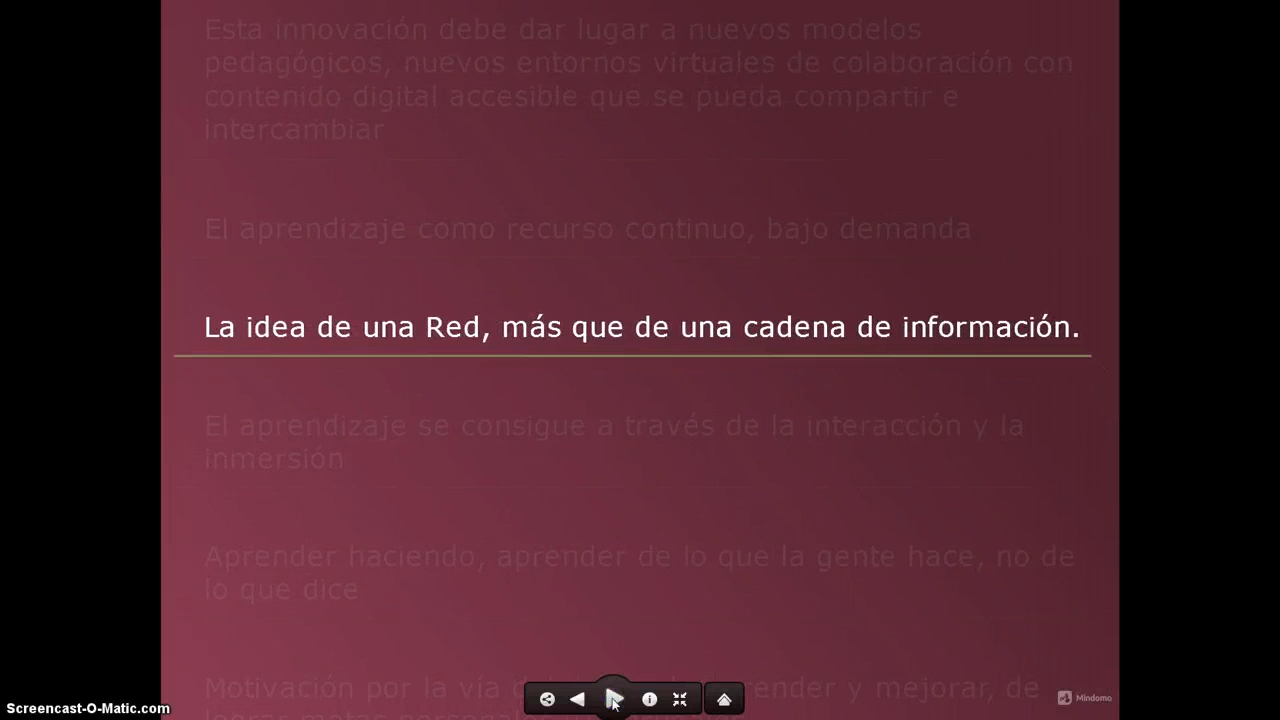 Esta innovación debe dar lugar a nuevos modelos
pedagógicos, nuevos entornos virtuales de colaboración con
contenido digital accesible que se pueda compartir e
intercambiar
El aprendizaje como recurso continuo, bajo demanda
La idea de una Red, más que de una cadena de información.
El aprendizaje se consigue a través de la interacción y la
inmersión
Aprender haciendo, aprender de lo que la gente hace, no de
lo que dice
Motivación por la vía render y mejorar, de
Mindomo
Screencast-O-Matic.com